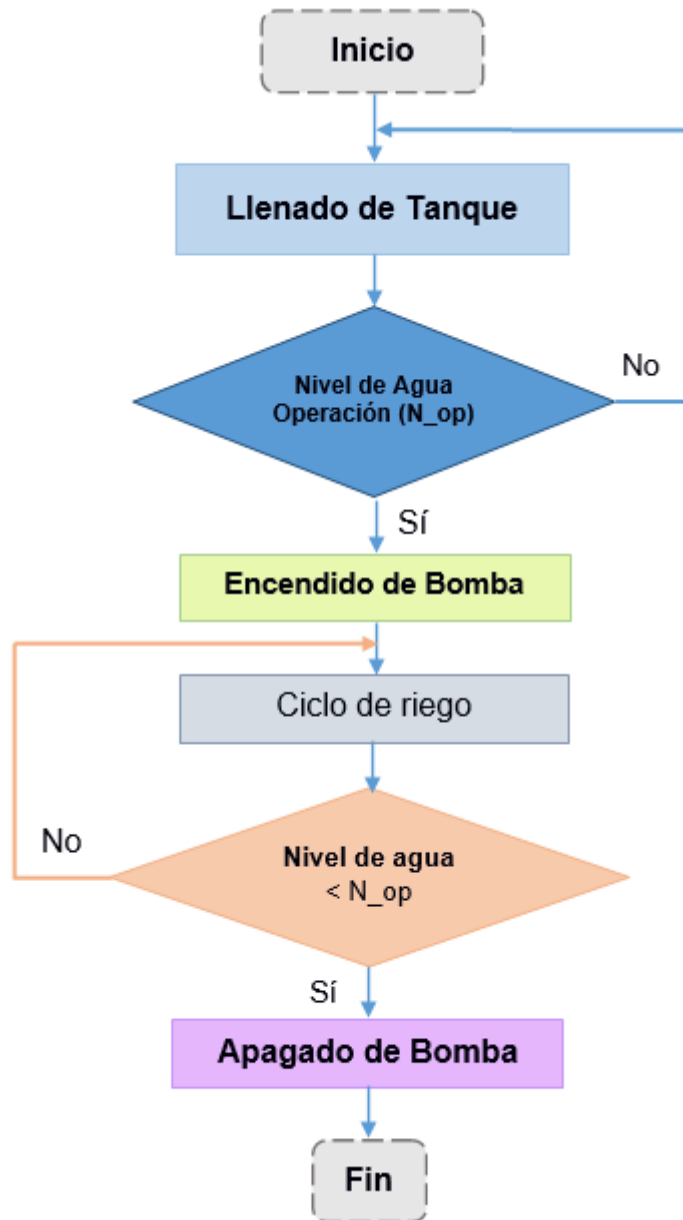 Inicio
Llenado de Tanque
Nivel de Agua
Operación (N_op)
No
Sí
Encendido de Bomba
Ciclo de riego
No
Nivel de agua
< N_op
Sí
Apagado de Bomba
Fin